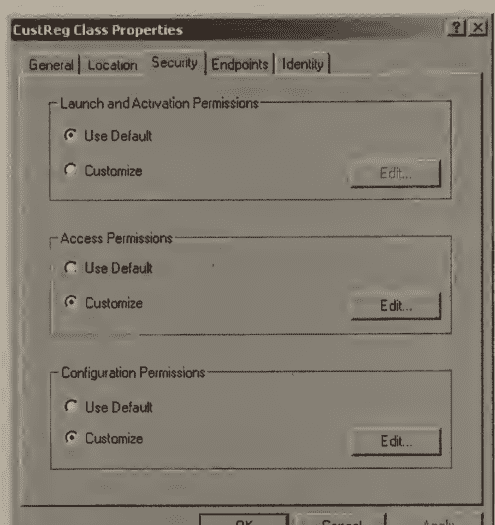 CustReg Class Properties
General Location Security Endpoints Identity
Launch and Activation Permissions
Use Default
Customize
Edit...
Access Permissions
Use Default
Customize
Edit...
Configuration Permissions
Use Default
Customize
Edit...
OK Cancel Apply